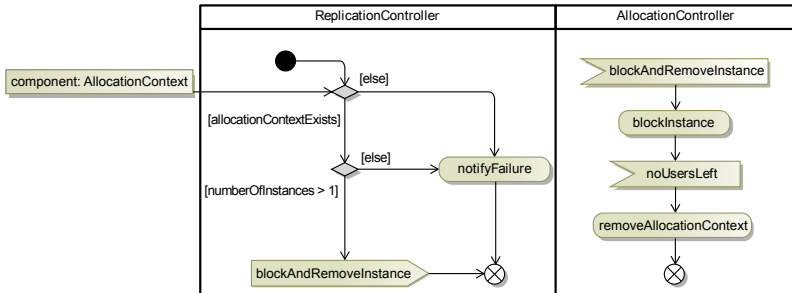 ReplicationController
AllocationController
component: AllocationContext
[else]
[allocationContextExists]
[else]
notifyFailure
[numberOfInstances > 1]
blockAndRemoveInstance
blockAndRemoveInstance
blockInstance
noUsersLeft
removeAllocationContext